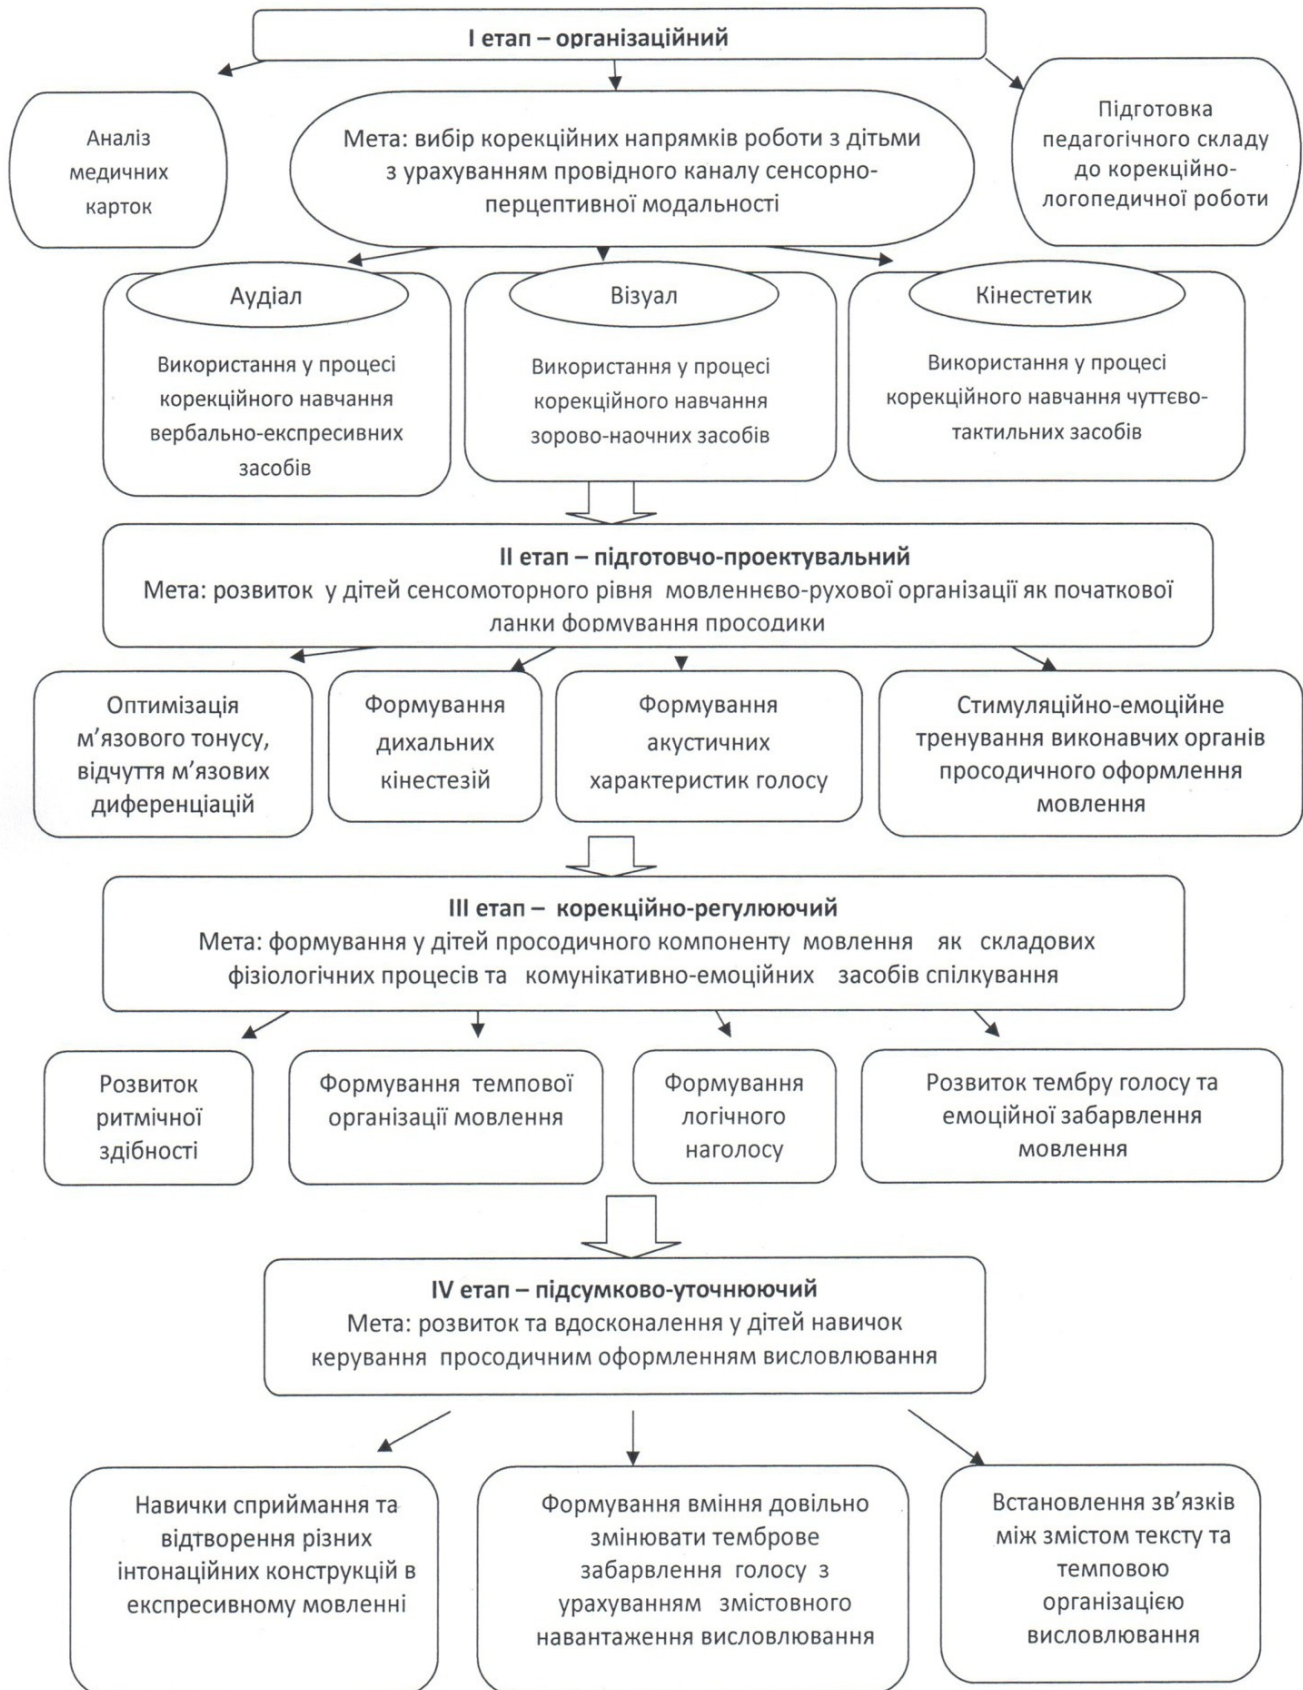 І етап – організаційний
Аналіз
медичних
карток
Мета: вибір корекційних напрямків роботи з дітьми
з урахуванням провідного каналу сенсорно-
перцептивної модальності
Підготовка
педагогічного складу
до корекційно-
логопедичної роботи
Аудіал
Використання у процесі
корекційного навчання
вербально-експресивних
засобів
Візуал
Використання у процесі
корекційного навчання
зорово-наочних засобів
Кінестетик
Використання у процесі
корекційного навчання чуттєво-
тактильних засобів
ІІ етап – підготовчо-проектувальний
Мета: розвиток у дітей сенсомоторного рівня мовленнєво-рухової організації як початкової
ланки формування просодики
Оптимізація
м’язового тонусу,
відчуття м’язових
диференціацій
Формування
дихальних
кінестезій
Формування
акустичних
характеристик голосу
Стимуляційно-емоційне
тренування виконавчих органів
просодичного оформлення
мовлення
ІІІ етап – корекційно-регулюючий
Мета: формування у дітей просодичного компоненту мовлення як складових
фізіологічних процесів та комунікативно-емоційних засобів спілкування
Розвиток
ритмічної
здібності
Формування темпової
організації мовлення
Формування
логічного
наголосу
Розвиток тембру голосу та
емоційної забарвлення
мовлення
IV етап – підсумково-уточнюючий
Мета: розвиток та вдосконалення у дітей навичок
керування просодичним оформленням висловлювання
Навички сприймання та
відтворення різних
інтонаційних конструкцій в
експресивному мовленні
Формування вміння довільно
змінювати темброве
забарвлення голосу з
урахуванням змістовного
навантаження висловлювання
Встановлення зв’язків
між змістом тексту та
темповою
організацією
висловлювання